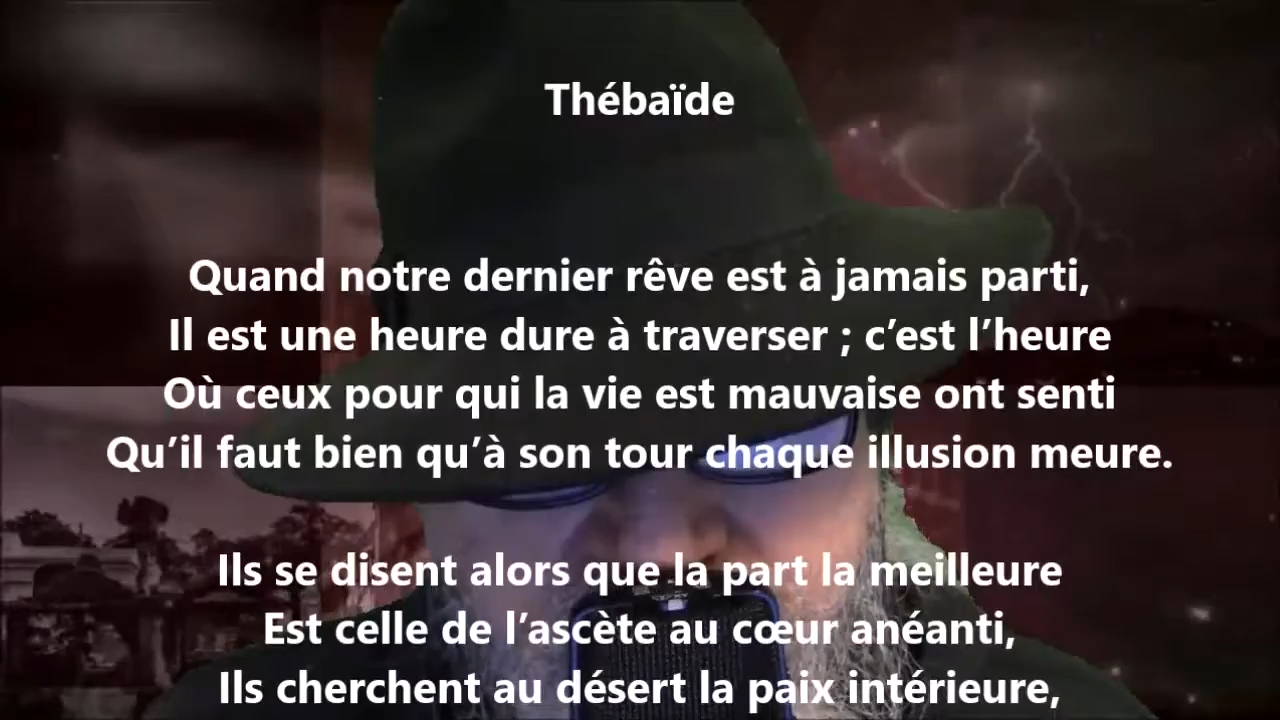 Thébaïde
Quand notre dernier rêve est à jamais parti,
Il est une heure dure à traverser ; c’est l’heure
Où ceux pour qui la vie est mauvaise ont senti
Qu’il faut bien qu’à son tour chaque illusion meure.
Ils se disent alors que la part la meilleure
Est celle de l’ascète au cœur anéanti,
Ils cherchent au désert la paix intérieure,